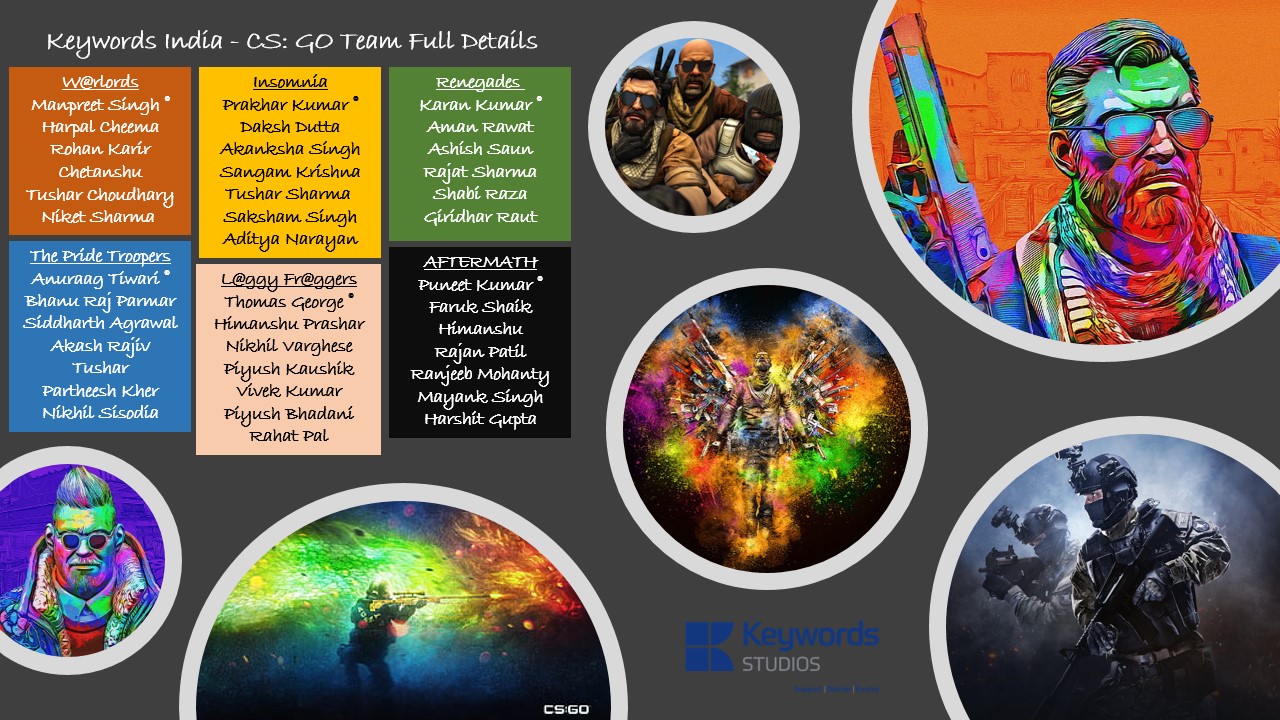 Keywords India - CS: GO Team Full Details
W@rlords
Manpreet Singh •
Harpal Cheema
Rohan Karir
Chetanshu
Tushar Choudhary
Niket Sharma
Insomnia
Prakhar Kumar •
Daksh Dutta
Akanksha Singh
Sangam Krishna
Tushar Sharma
Saksham Singh
Aditya Narayan
Renegades
Karan Kumar •
Aman Rawat
Ashish Saun
Rajat Sharma
Shabi Raza
Giridhar Raut
The Pride Troopers
Anuraag Tiwari •
Bhanu Raj Parmar
Siddharth Agrawal
Akash Rajiv
Tushar
Partheesh Kher
Nikhil Sisodia
L@ggy Fr@ggers
Thomas George •
Himanshu Prashar
Nikhil Varghese
Piyush Kaushik
Vivek Kumar
Piyush Bhadani
Rahat Pal
AFTERMATH
Puneet Kumar •
Faruk Shaik
Himanshu
Rajan Patil
Ranjeeb Mohanty
Mayank Singh
Harshit Gupta
CS:GO
Keywords
STUDIOS